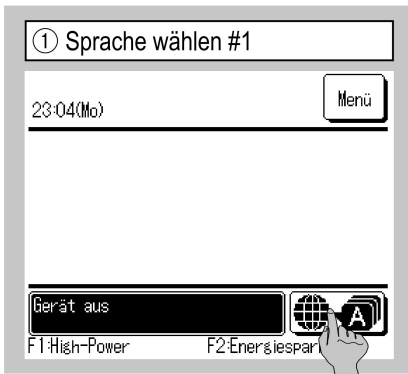 ① Sprache wählen #1
Menü
23:04(Mo)
Gerät aus
A
F1:High-Power F2:Energiespar